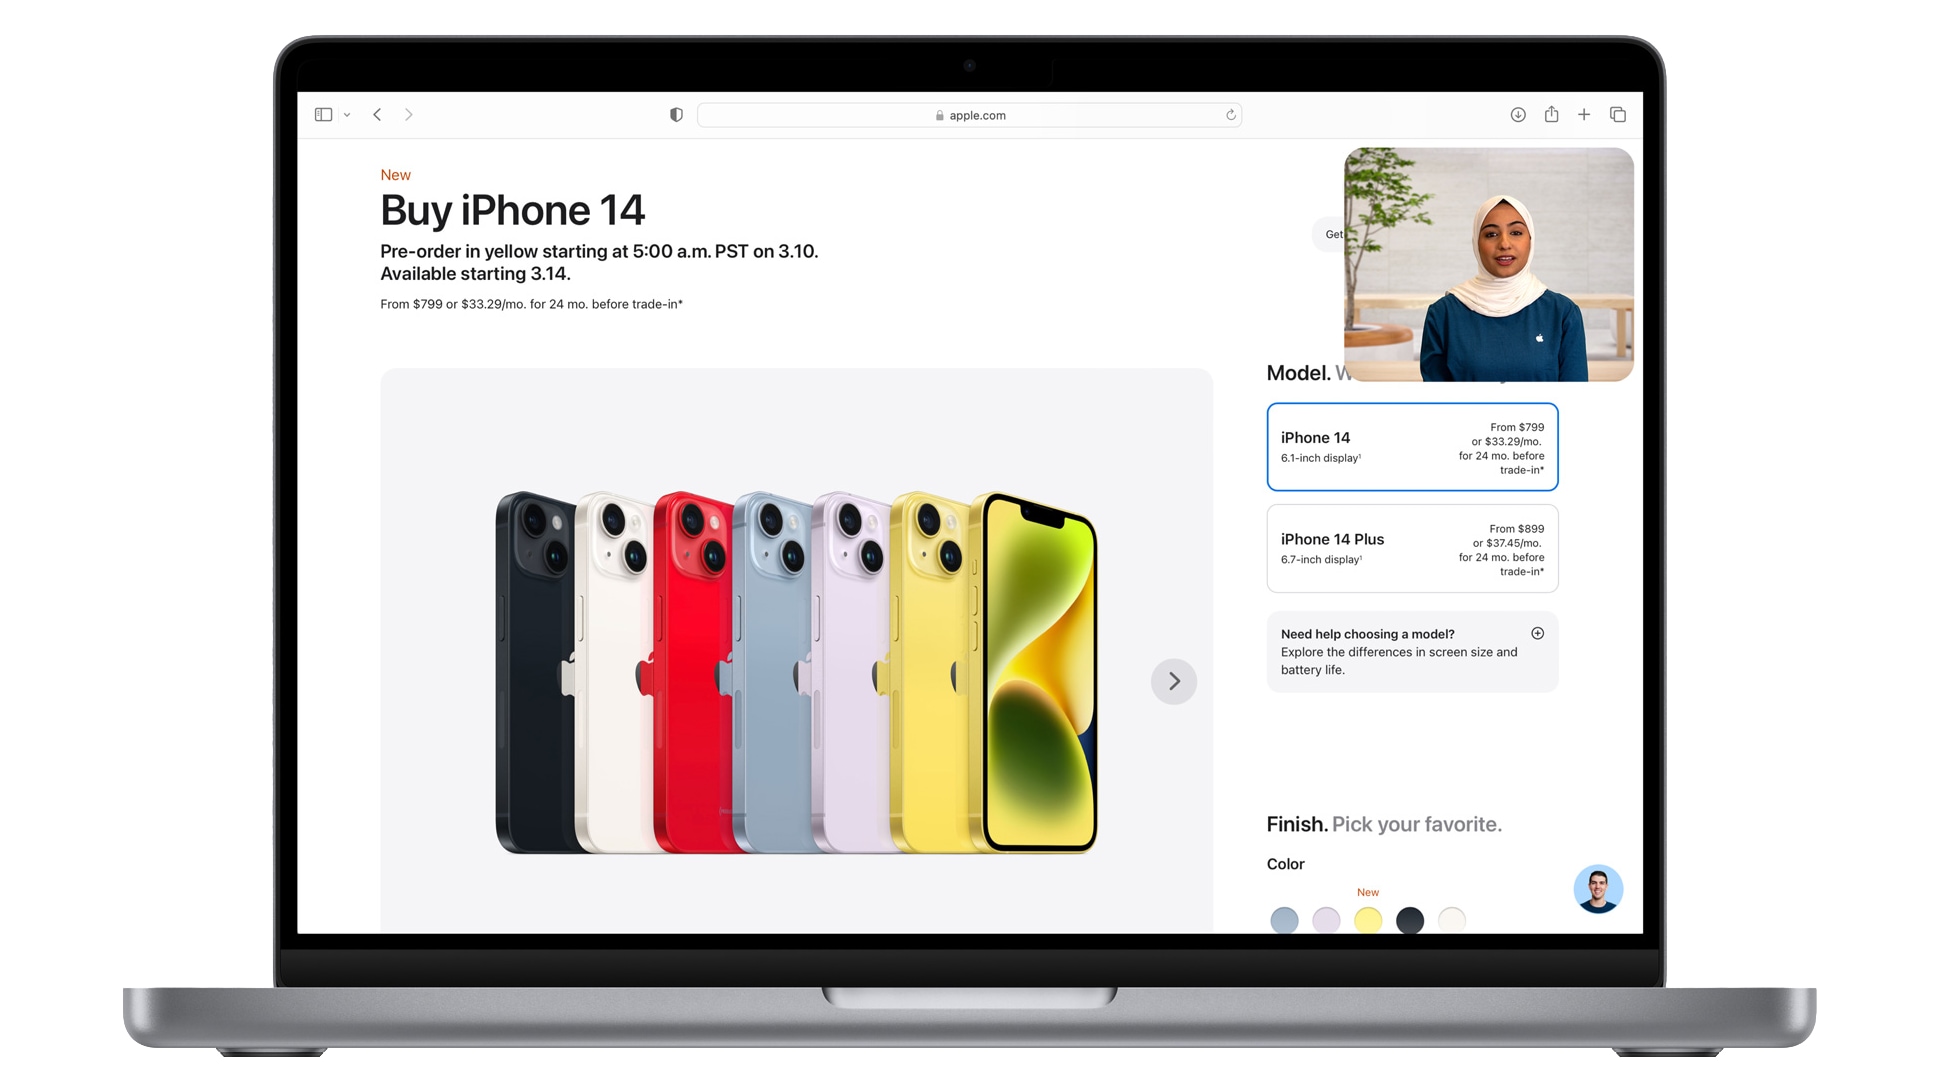 apple.com
New
Buy iPhone 14
Pre-order in yellow starting at 5:00 a.m. PST on 3.10.
Available starting 3.14.
From $799 or $33.29/mo. for 24 mo. before trade-in*
Get
Model.
iPhone 14
6.1-inch display¹
From $799
or $33.29/mo.
for 24 mo. before
trade-in*
iPhone 14 Plus
6.7-inch display¹
From $899
or $37.45/mo.
for 24 mo. before
trade-in*
Need help choosing a model?
Explore the differences in screen size and
battery life.
Finish. Pick your favorite.
Color
New